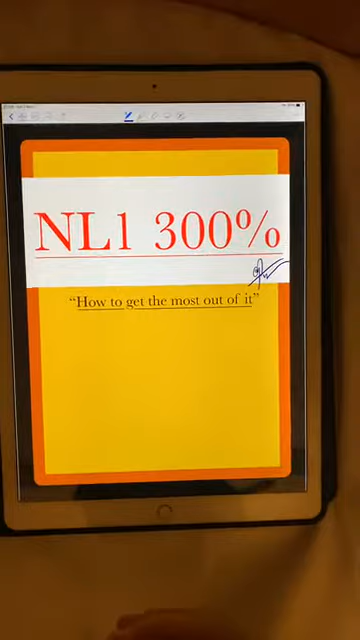 NL1 300%
“How to get the most out of it”